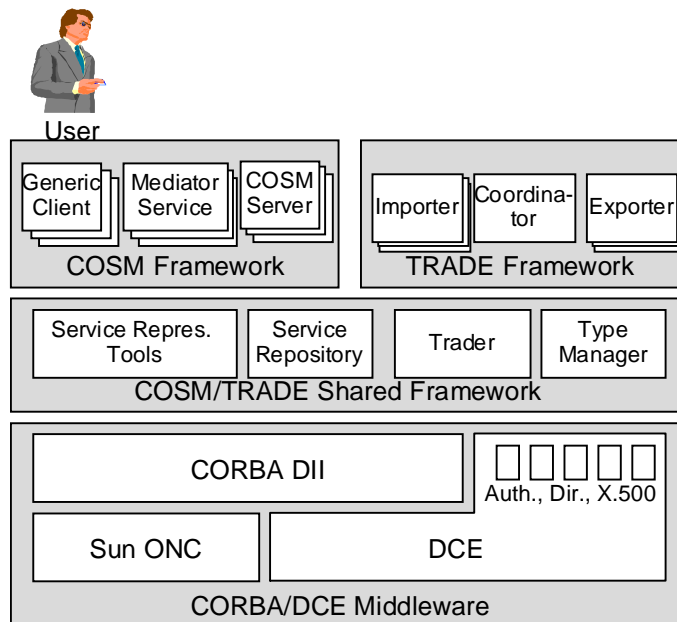 User
Generic
Client
Mediator
Service
COSM
Server
COSM Framework
Importer
Coordina-
tor
Exporter
TRADE Framework
Service Repres.
Tools
Service
Repository
Trader
Type
Manager
COSM/TRADE Shared Framework
CORBA DII
Auth., Dir., X.500
Sun ONC
DCE
CORBA/DCE Middleware